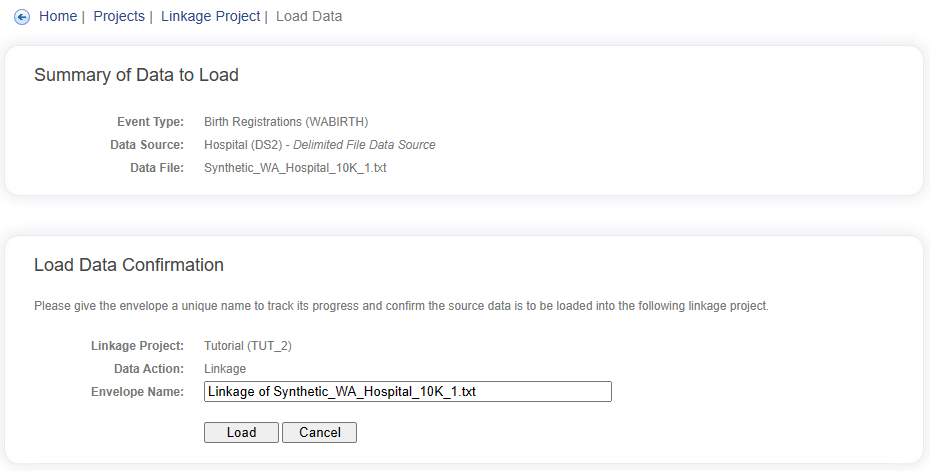 Home | Projects | Linkage Project | Load Data
Summary of Data to Load
Event Type: Birth Registrations (WABIRTH)
Data Source: Hospital (DS2) - Delimited File Data Source
Data File: Synthetic_WA_Hospital_10K_1.txt
Load Data Confirmation
Please give the envelope a unique name to track its progress and confirm the source data is to be loaded into the following linkage project.
Linkage Project: Tutorial (TUT_2)
Data Action: Linkage
Envelope Name: Linkage of Synthetic_WA_Hospital_10K_1.txt
Load Cancel